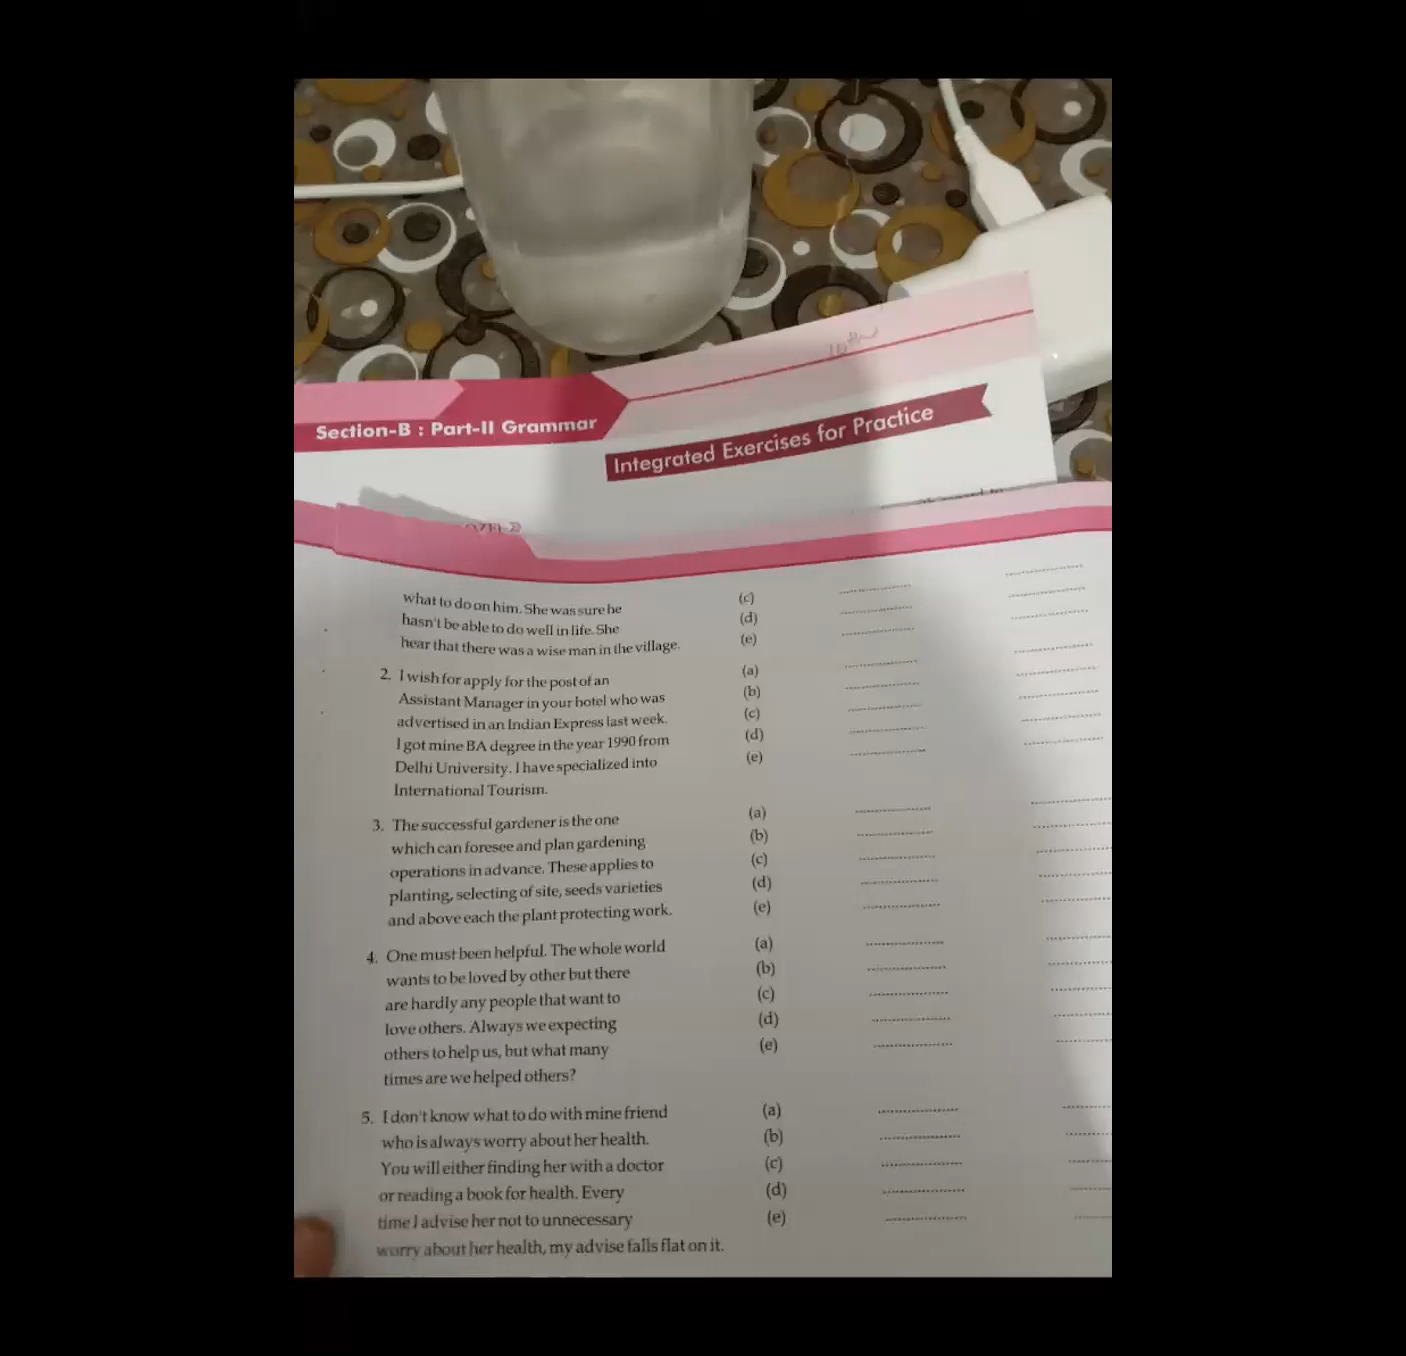 10th
Section-B : Part-II Grammar
Integrated Exercises for Practice
what to do on him. She was sure he (c) .................... ....................
hasn't be able to do well in life. She (d) .................... ....................
hear that there was a wise man in the village. (e) .................... ....................
2. I wish for apply for the post of an (a) .................... ....................
Assistant Manager in your hotel who was (b) .................... ....................
advertised in an Indian Express last week. (c) .................... ....................
I got mine BA degree in the year 1990 from (d) .................... ....................
Delhi University. I have specialized into (e) .................... ....................
International Tourism.
3. The successful gardener is the one (a) .................... ....................
which can foresee and plan gardening (b) .................... ....................
operations in advance. These applies to (c) .................... ....................
planting, selecting of site, seeds varieties (d) .................... ....................
and above each the plant protecting work. (e) .................... ....................
4. One must been helpful. The whole world (a) .................... ....................
wants to be loved by other but there (b) .................... ....................
are hardly any people that want to (c) .................... ....................
love others. Always we expecting (d) .................... ....................
others to help us, but what many (e) .................... ....................
times are we helped others?
5. I don't know what to do with mine friend (a) .................... ....................
who is always worry about her health. (b) .................... ....................
You will either finding her with a doctor (c) .................... ....................
or reading a book for health. Every (d) .................... ....................
time I advise her not to unnecessary (e) .................... ....................
worry about her health, my advise falls flat on it.